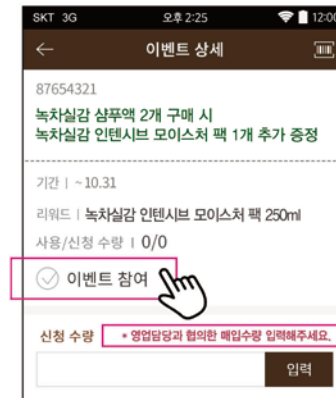 SKT 3G 오후 2:25 12:00
이벤트 상세
87654321
녹차실감 샴푸액 2개 구매 시
녹차실감 인텐시브 모이스처 팩 1개 추가 증정
기간 | ~ 10.31
리워드 | 녹차실감 인텐시브 모이스처 팩 250ml
사용/신청 수량 | 0/0
이벤트 참여
신청 수량 * 영업담당과 협의한 매입수량 입력해주세요.
입력